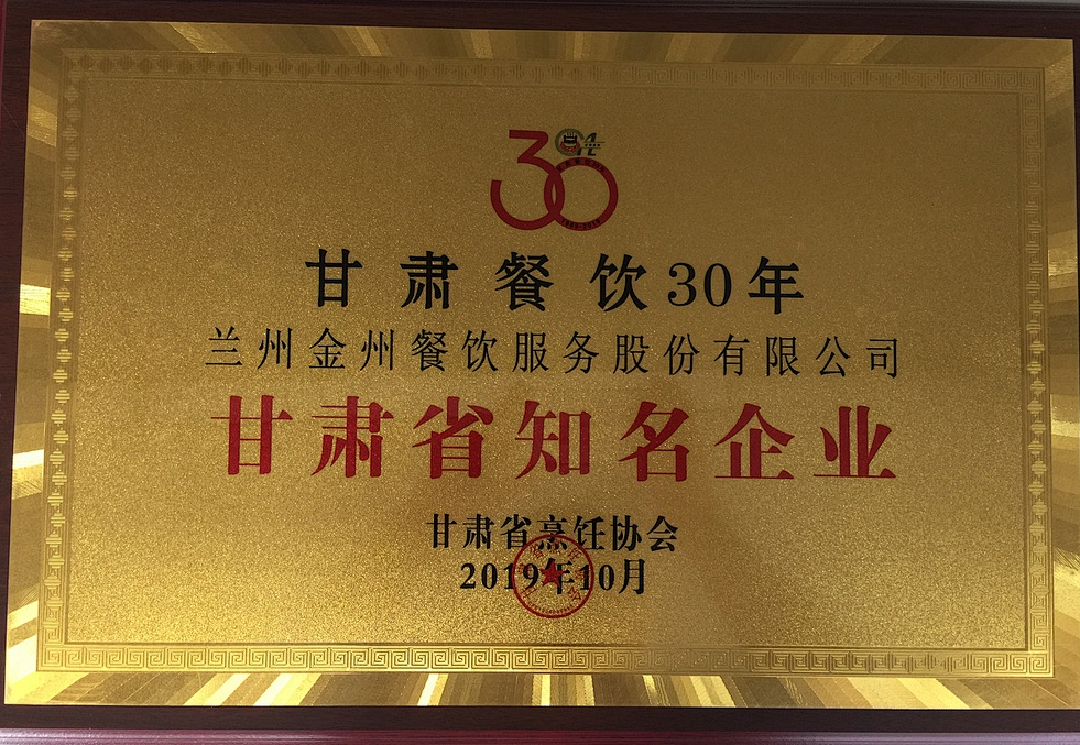 30
甘肃餐饮30年
兰州金州餐饮服务股份有限公司
甘肃省知名企业
甘肃省烹饪协会
2019年10月